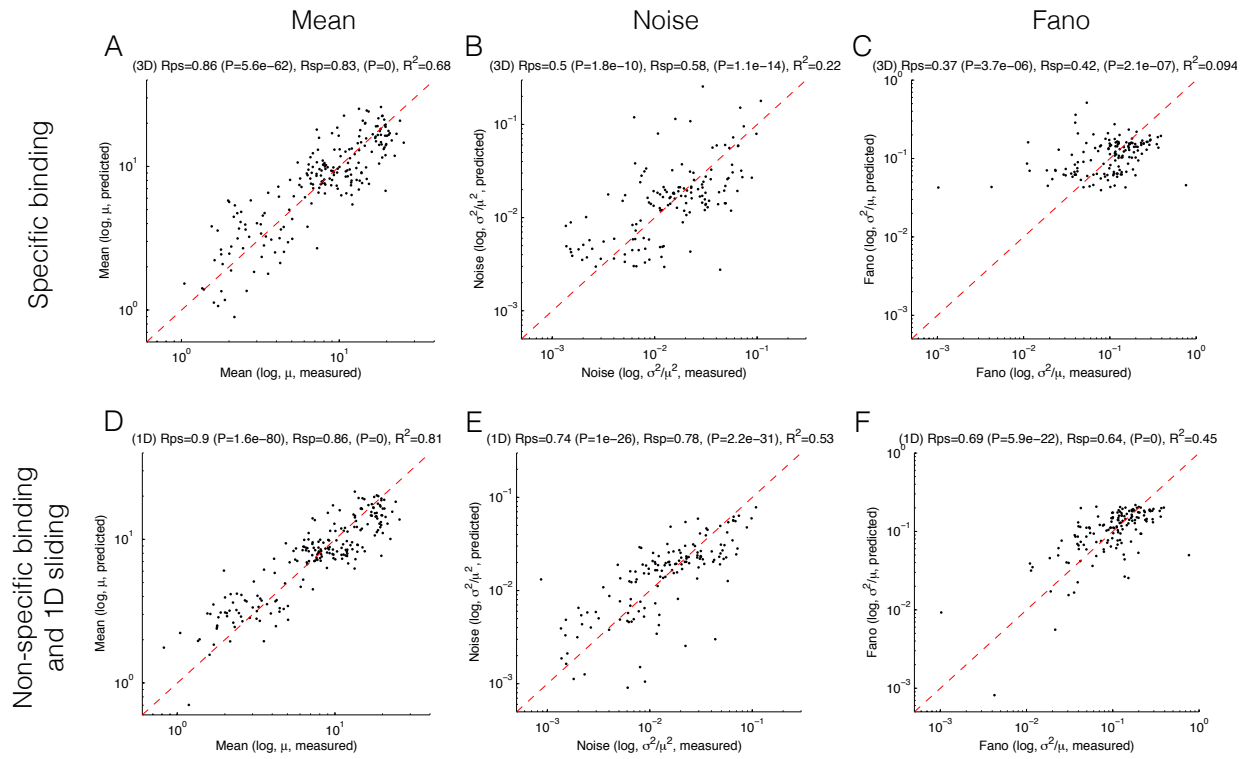 Mean
Noise
Fano
Specific binding
Non-specific binding
and 1D sliding
A
(3D) Rps=0.86 (P=5.6e−62), Rsp=0.83, (P=0), R²=0.68
Mean (log, μ, predicted)
10¹
10⁰
10⁰
10¹
Mean (log, μ, measured)
B
(3D) Rps=0.5 (P=1.8e−10), Rsp=0.58, (P=1.1e−14), R²=0.22
Noise (log, σ²/μ², predicted)
10⁻¹
10⁻²
10⁻³
10⁻³
10⁻²
10⁻¹
Noise (log, σ²/μ², measured)
C
(3D) Rps=0.37 (P=3.7e−06), Rsp=0.42, (P=2.1e−07), R²=0.094
Fano (log, σ²/μ, predicted)
10⁰
10⁻¹
10⁻²
10⁻³
10⁻³
10⁻²
10⁻¹
10⁰
Fano (log, σ²/μ, measured)
D
(1D) Rps=0.9 (P=1.6e−80), Rsp=0.86, (P=0), R²=0.81
Mean (log, μ, predicted)
10¹
10⁰
10⁰
10¹
Mean (log, μ, measured)
E
(1D) Rps=0.74 (P=1e−26), Rsp=0.78, (P=2.2e−31), R²=0.53
Noise (log, σ²/μ², predicted)
10⁻¹
10⁻²
10⁻³
10⁻³
10⁻²
10⁻¹
Noise (log, σ²/μ², measured)
F
(1D) Rps=0.69 (P=5.9e−22), Rsp=0.64, (P=0), R²=0.45
Fano (log, σ²/μ, predicted)
10⁰
10⁻¹
10⁻²
10⁻³
10⁻³
10⁻²
10⁻¹
10⁰
Fano (log, σ²/μ, measured)